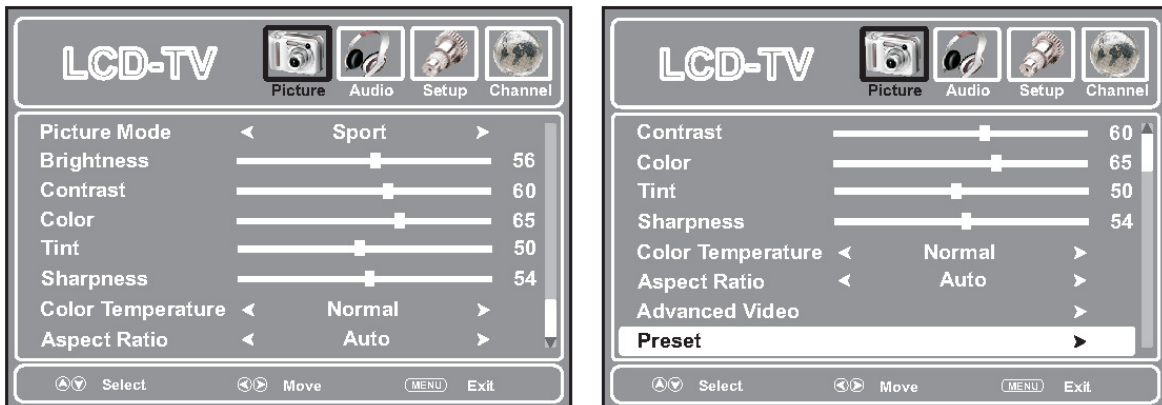 LCD-TV
Picture Audio Setup Channel
Picture Mode Sport
Brightness 56
Contrast 60
Color 65
Tint 50
Sharpness 54
Color Temperature Normal
Aspect Ratio Auto
Select Move MENU Exit
LCD-TV
Picture Audio Setup Channel
Contrast 60
Color 65
Tint 50
Sharpness 54
Color Temperature Normal
Aspect Ratio Auto
Advanced Video
Preset
Select Move MENU Exit